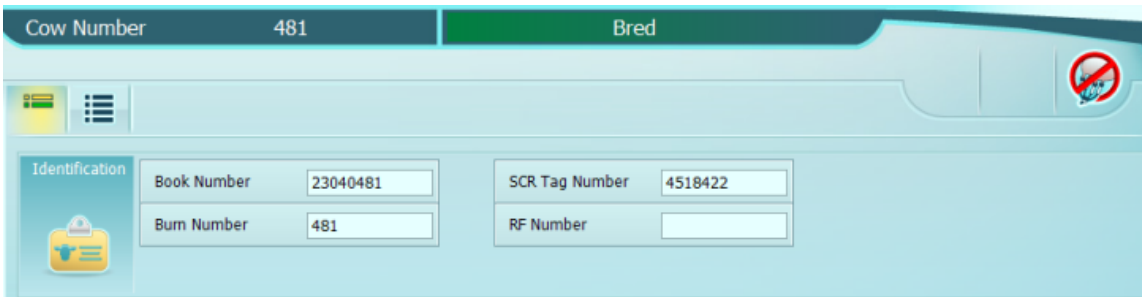 Cow Number 481 Bred
Identification
Book Number 23040481 SCR Tag Number 4518422
Burn Number 481 RF Number